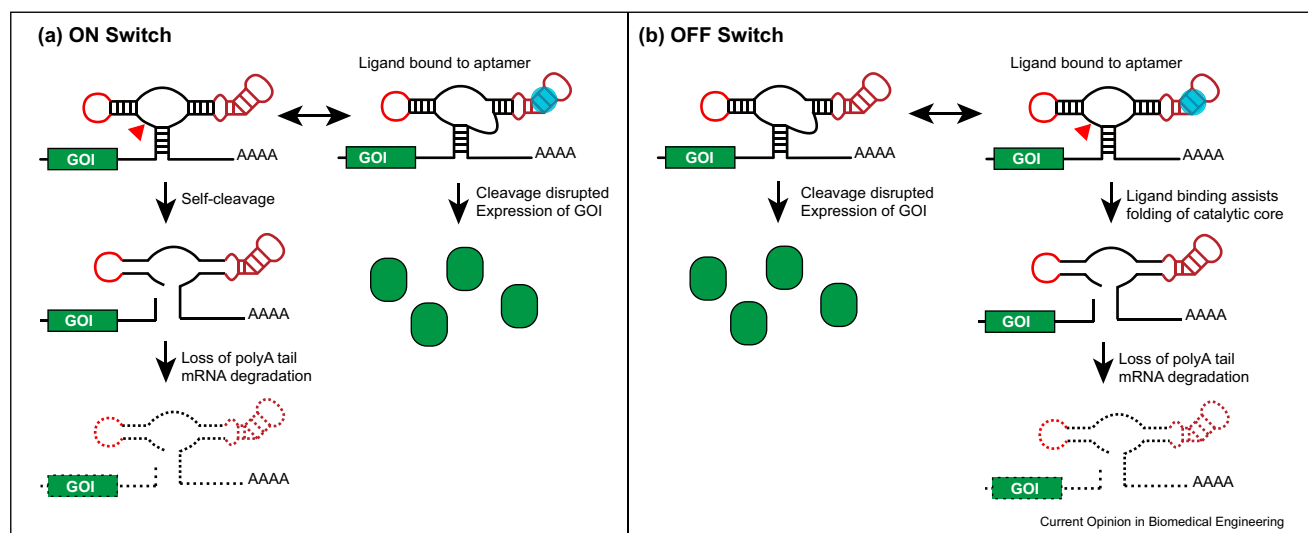 (a) ON Switch
Ligand bound to aptamer
GOI
AAAA
GOI
AAAA
Self-cleavage
Cleavage disrupted
Expression of GOI
GOI
AAAA
Loss of polyA tail
mRNA degradation
GOI
AAAA
(b) OFF Switch
Ligand bound to aptamer
GOI
AAAA
GOI
AAAA
Cleavage disrupted
Expression of GOI
Ligand binding assists
folding of catalytic core
GOI
AAAA
Loss of polyA tail
mRNA degradation
GOI
AAAA
Current Opinion in Biomedical Engineering